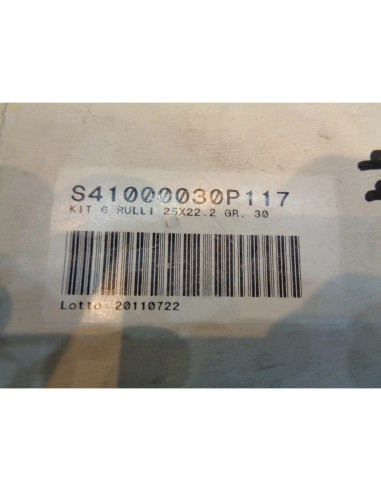 S41000030P117
KIT 6 RULLI 25X22.2 GR. 30
Lotto 20110722